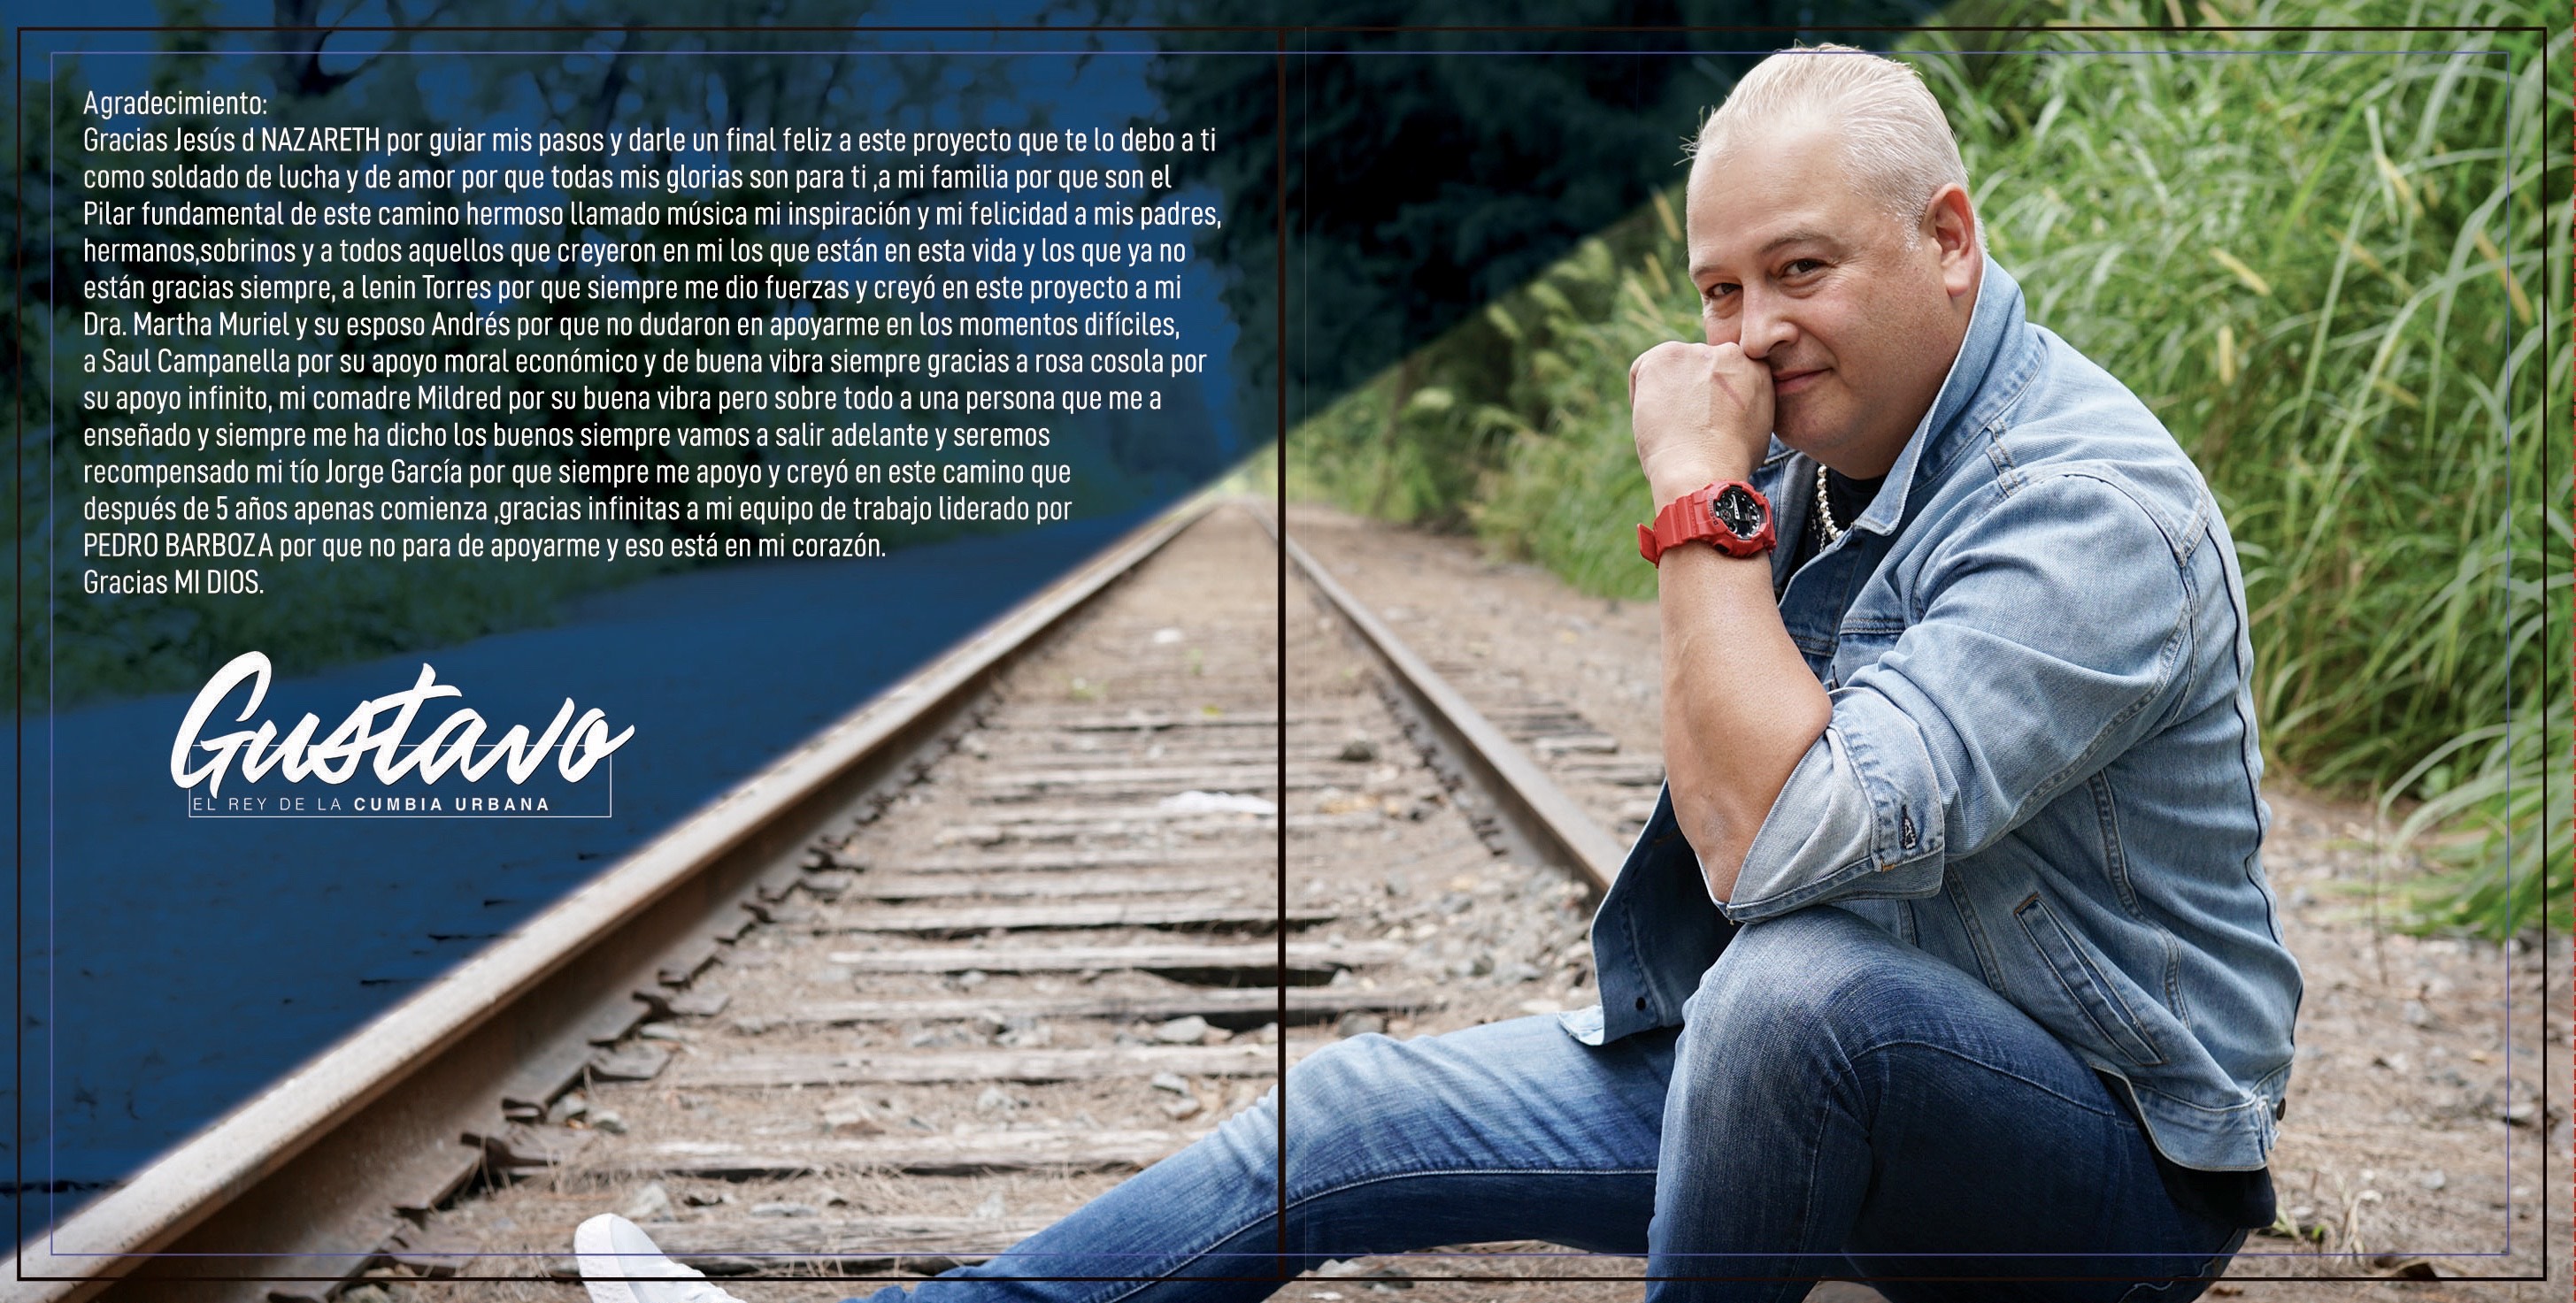 Agradecimiento:
Gracias Jesús d NAZARETH por guiar mis pasos y darle un final feliz a este proyecto que te lo debo a ti
como soldado de lucha y de amor por que todas mis glorias son para ti ,a mi familia por que son el
Pilar fundamental de este camino hermoso llamado música mi inspiración y mi felicidad a mis padres,
hermanos,sobrinos y a todos aquellos que creyeron en mi los que están en esta vida y los que ya no
están gracias siempre, a lenin Torres por que siempre me dio fuerzas y creyó en este proyecto a mi
Dra. Martha Muriel y su esposo Andrés por que no dudaron en apoyarme en los momentos difíciles,
a Saul Campanella por su apoyo moral económico y de buena vibra siempre gracias a rosa cosola por
su apoyo infinito, mi comadre Mildred por su buena vibra pero sobre todo a una persona que me a
enseñado y siempre me ha dicho los buenos siempre vamos a salir adelante y seremos
recompensado mi tío Jorge García por que siempre me apoyo y creyó en este camino que
después de 5 años apenas comienza ,gracias infinitas a mi equipo de trabajo liderado por
PEDRO BARBOZA por que no para de apoyarme y eso está en mi corazón.
Gracias MI DIOS.
Gustavo
EL REY DE LA CUMBIA URBANA